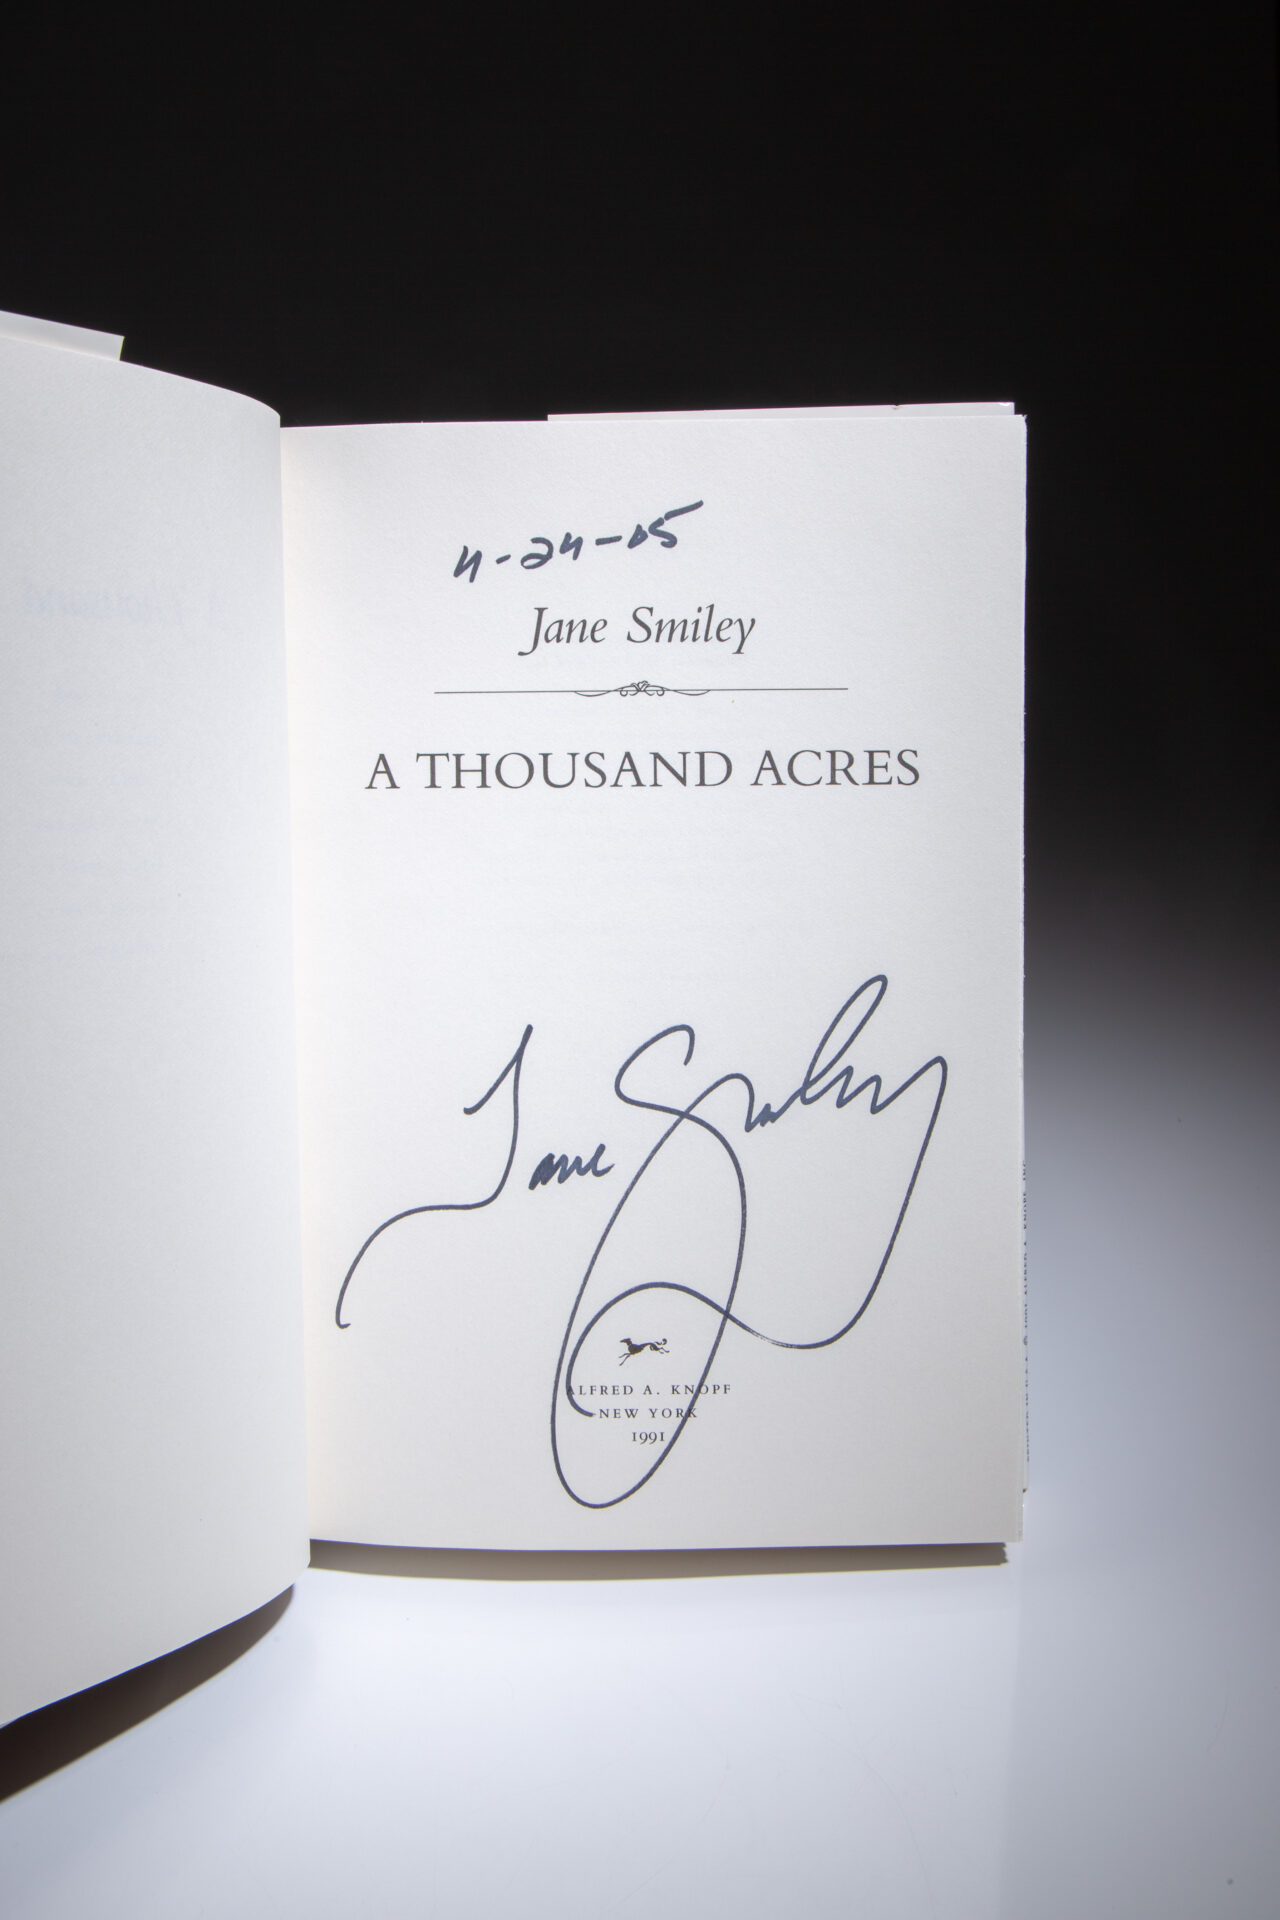 4-24-05
Jane Smiley
A THOUSAND ACRES
Jane Smiley
ALFRED A. KNOPF
NEW YORK
1991